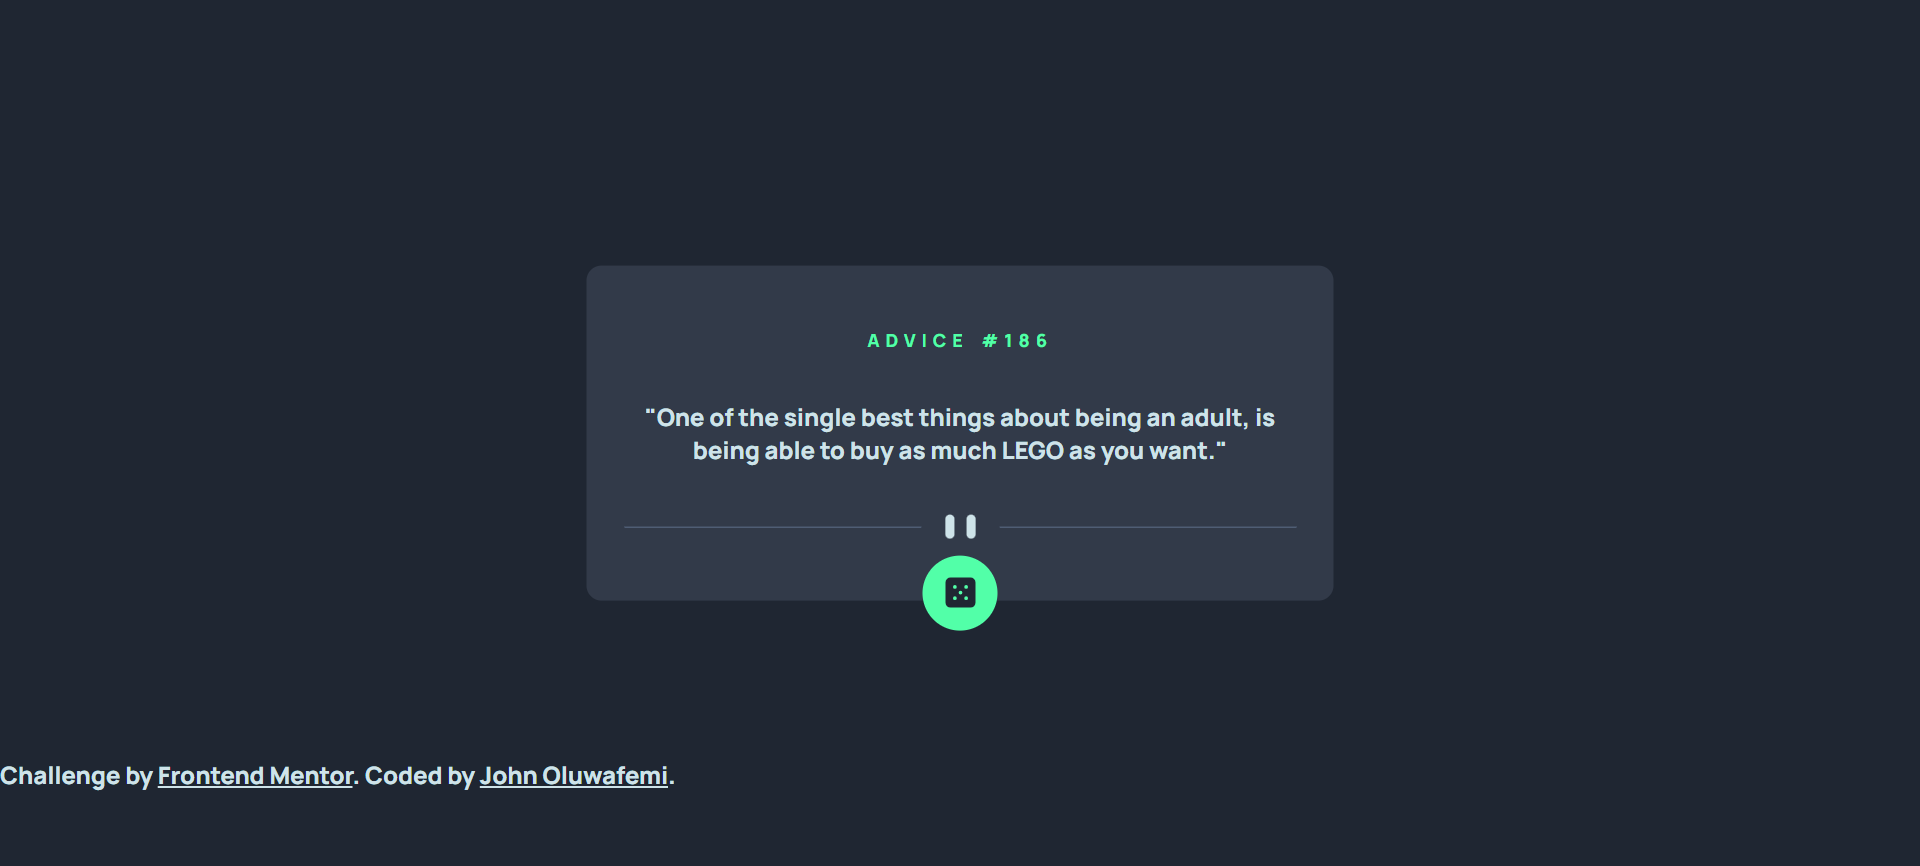 ADVICE #186
"One of the single best things about being an adult, is
being able to buy as much LEGO as you want."
Challenge by Frontend Mentor. Coded by John Oluwafemi.